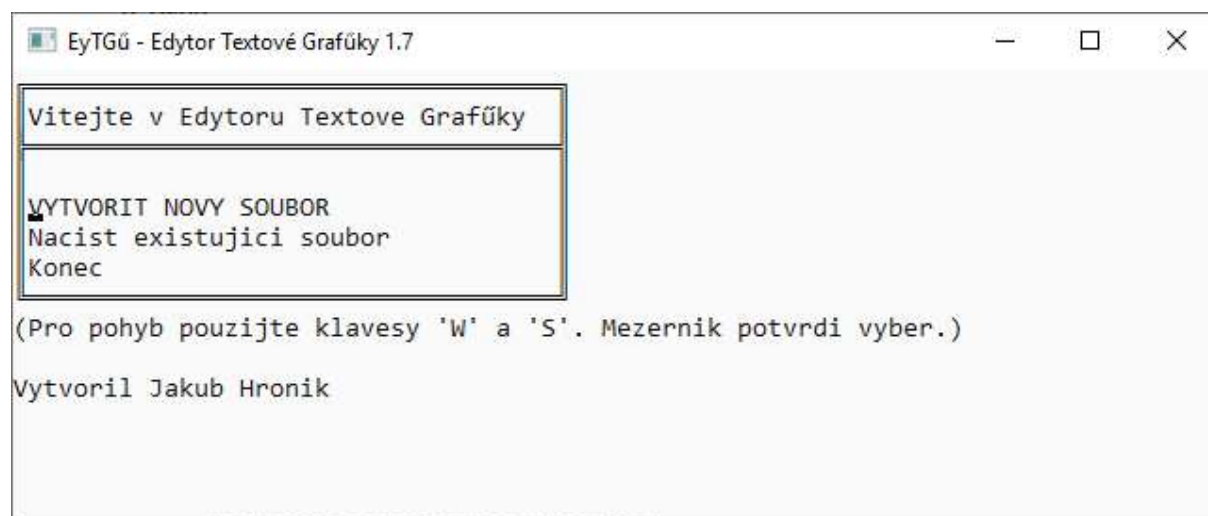 EyTGű - Edytor Textové Grafűky 1.7
Vitejte v Edytoru Textove Grafűky
VYTVORIT NOVY SOUBOR
Nacist existujici soubor
Konec
(Pro pohyb pouzijte klavesy 'W' a 'S'. Mezernik potvrdi vyber.)
Vytvoril Jakub Hronik